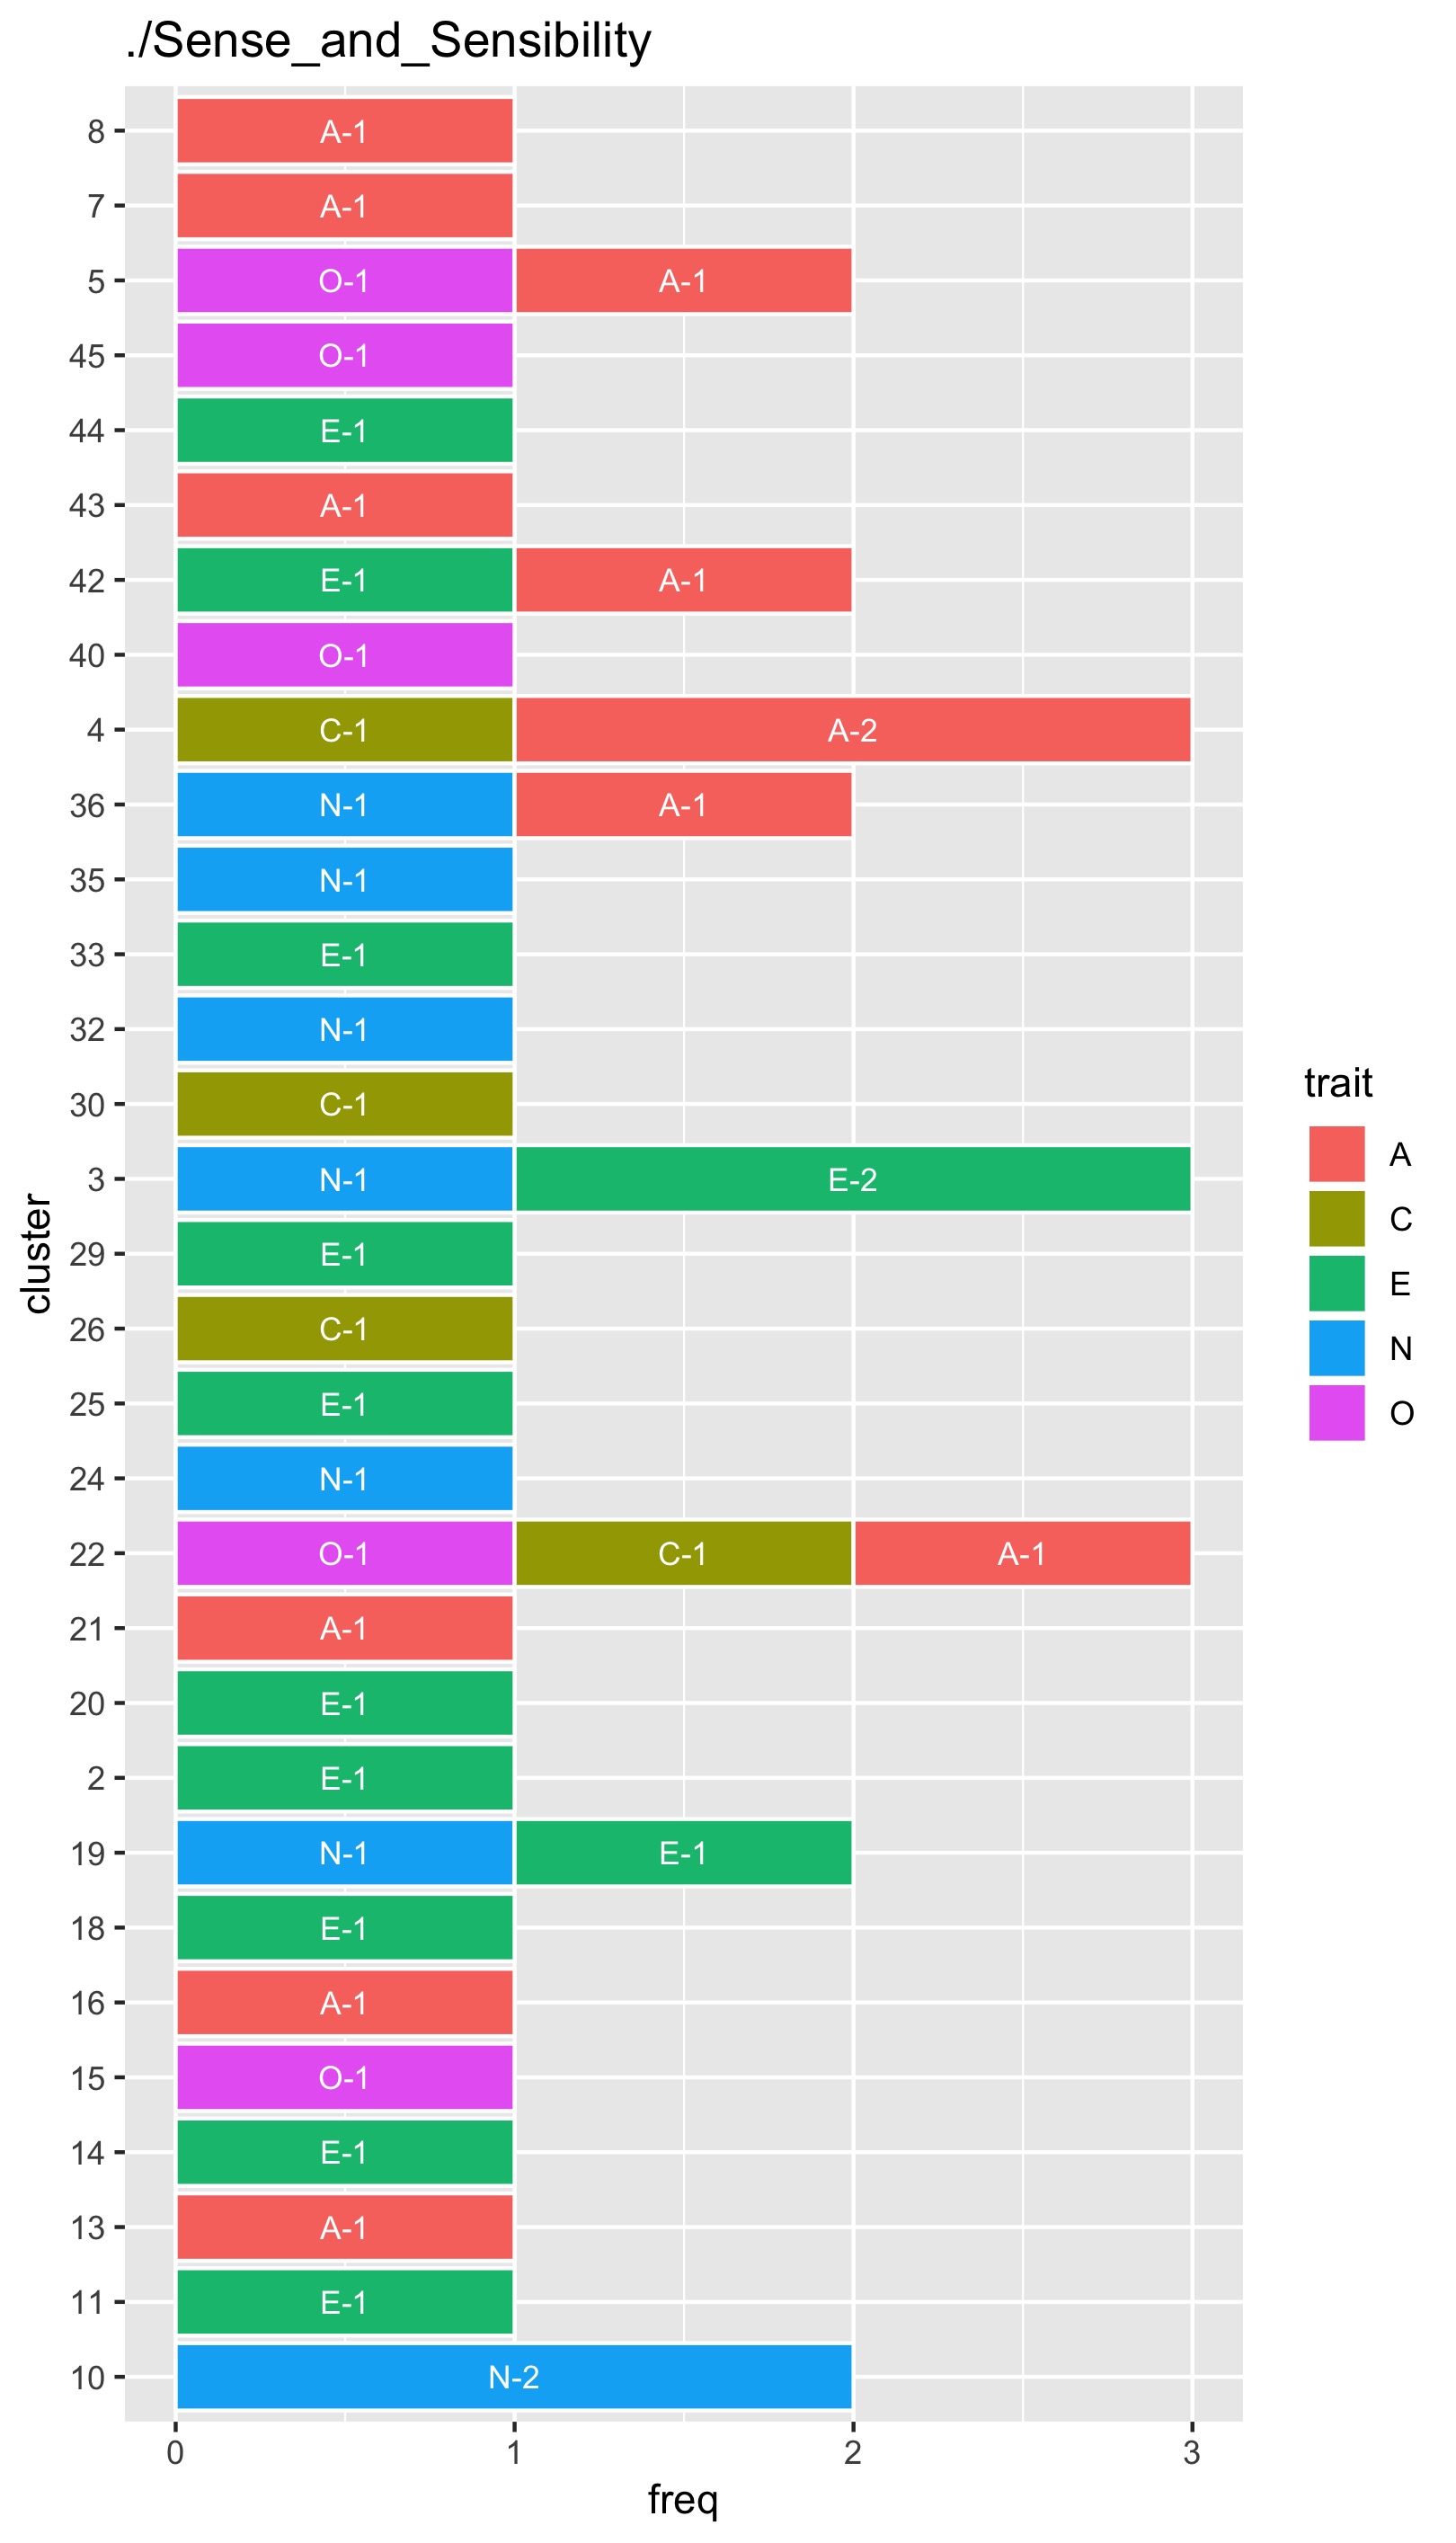 ./Sense_and_Sensibility
8 A-1
7 A-1
5 O-1 A-1
45 O-1
44 E-1
43 A-1
42 E-1 A-1
40 O-1
4 C-1 A-2
36 N-1 A-1
35 N-1
33 E-1
32 N-1
30 C-1
3 N-1 E-2
29 E-1
26 C-1
25 E-1
24 N-1
22 O-1 C-1 A-1
21 A-1
20 E-1
2 E-1
19 N-1 E-1
18 E-1
16 A-1
15 O-1
14 E-1
13 A-1
11 E-1
10 N-2
0 1 2 3
freq
cluster
trait
A
C
E
N
O